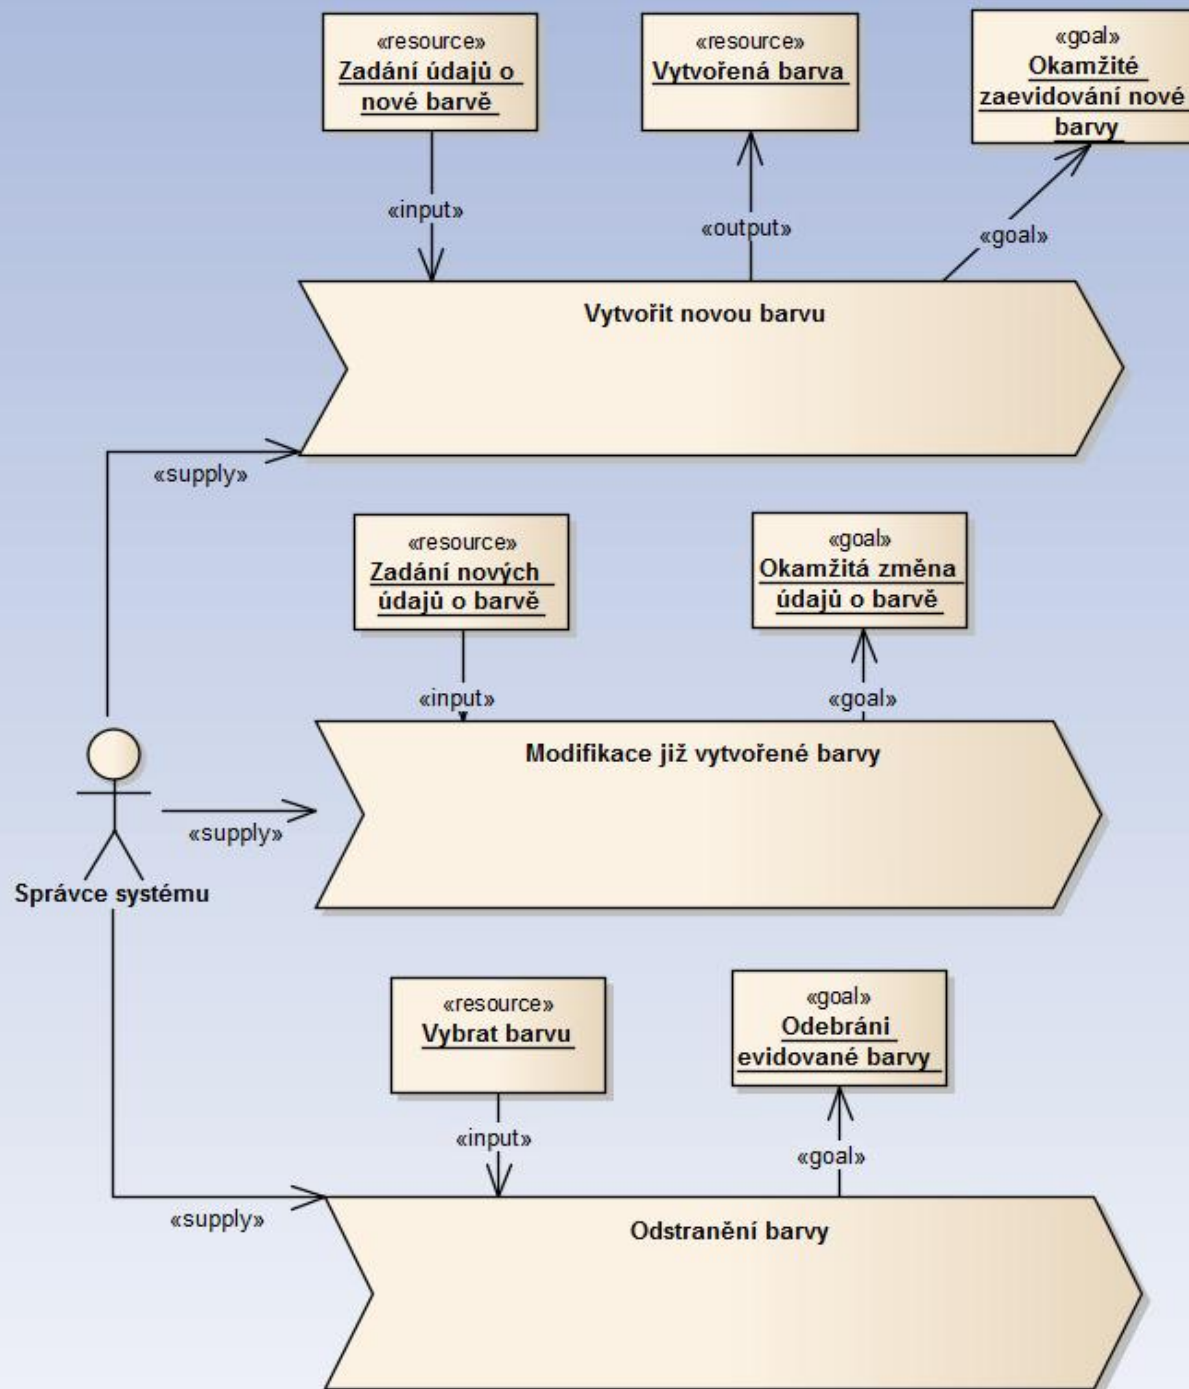 «resource»
Zadání údajů o
nové barvě
«resource»
Vytvořená barva
«goal»
Okamžité
zaevidování nové
barvy
«input»
«output»
«goal»
Vytvořit novou barvu
«supply»
«resource»
Zadání nových
údajů o barvě
«goal»
Okamžitá změna
údajů o barvě
«input»
«goal»
Modifikace již vytvořené barvy
«supply»
Správce systému
«resource»
Vybrat barvu
«goal»
Odebráni
evidované barvy
«input»
«goal»
«supply»
Odstranění barvy